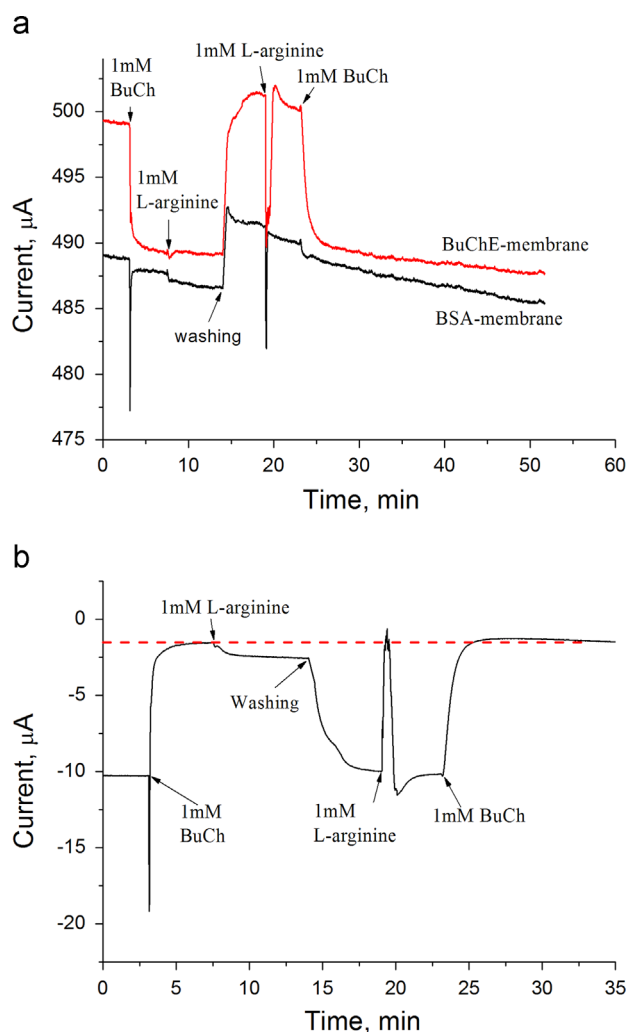 a
1mM
BuCh
1mM L-arginine
1mM BuCh
1mM
L-arginine
washing
BuChE-membrane
BSA-membrane
500
495
490
485
480
475
Current, μA
0
10
20
30
40
50
60
Time, min
b
1mM L-arginine
Washing
1mM
BuCh
1mM
L-arginine
1mM BuCh
0
-5
-10
-15
-20
Current, μA
0
5
10
15
20
25
30
35
Time, min